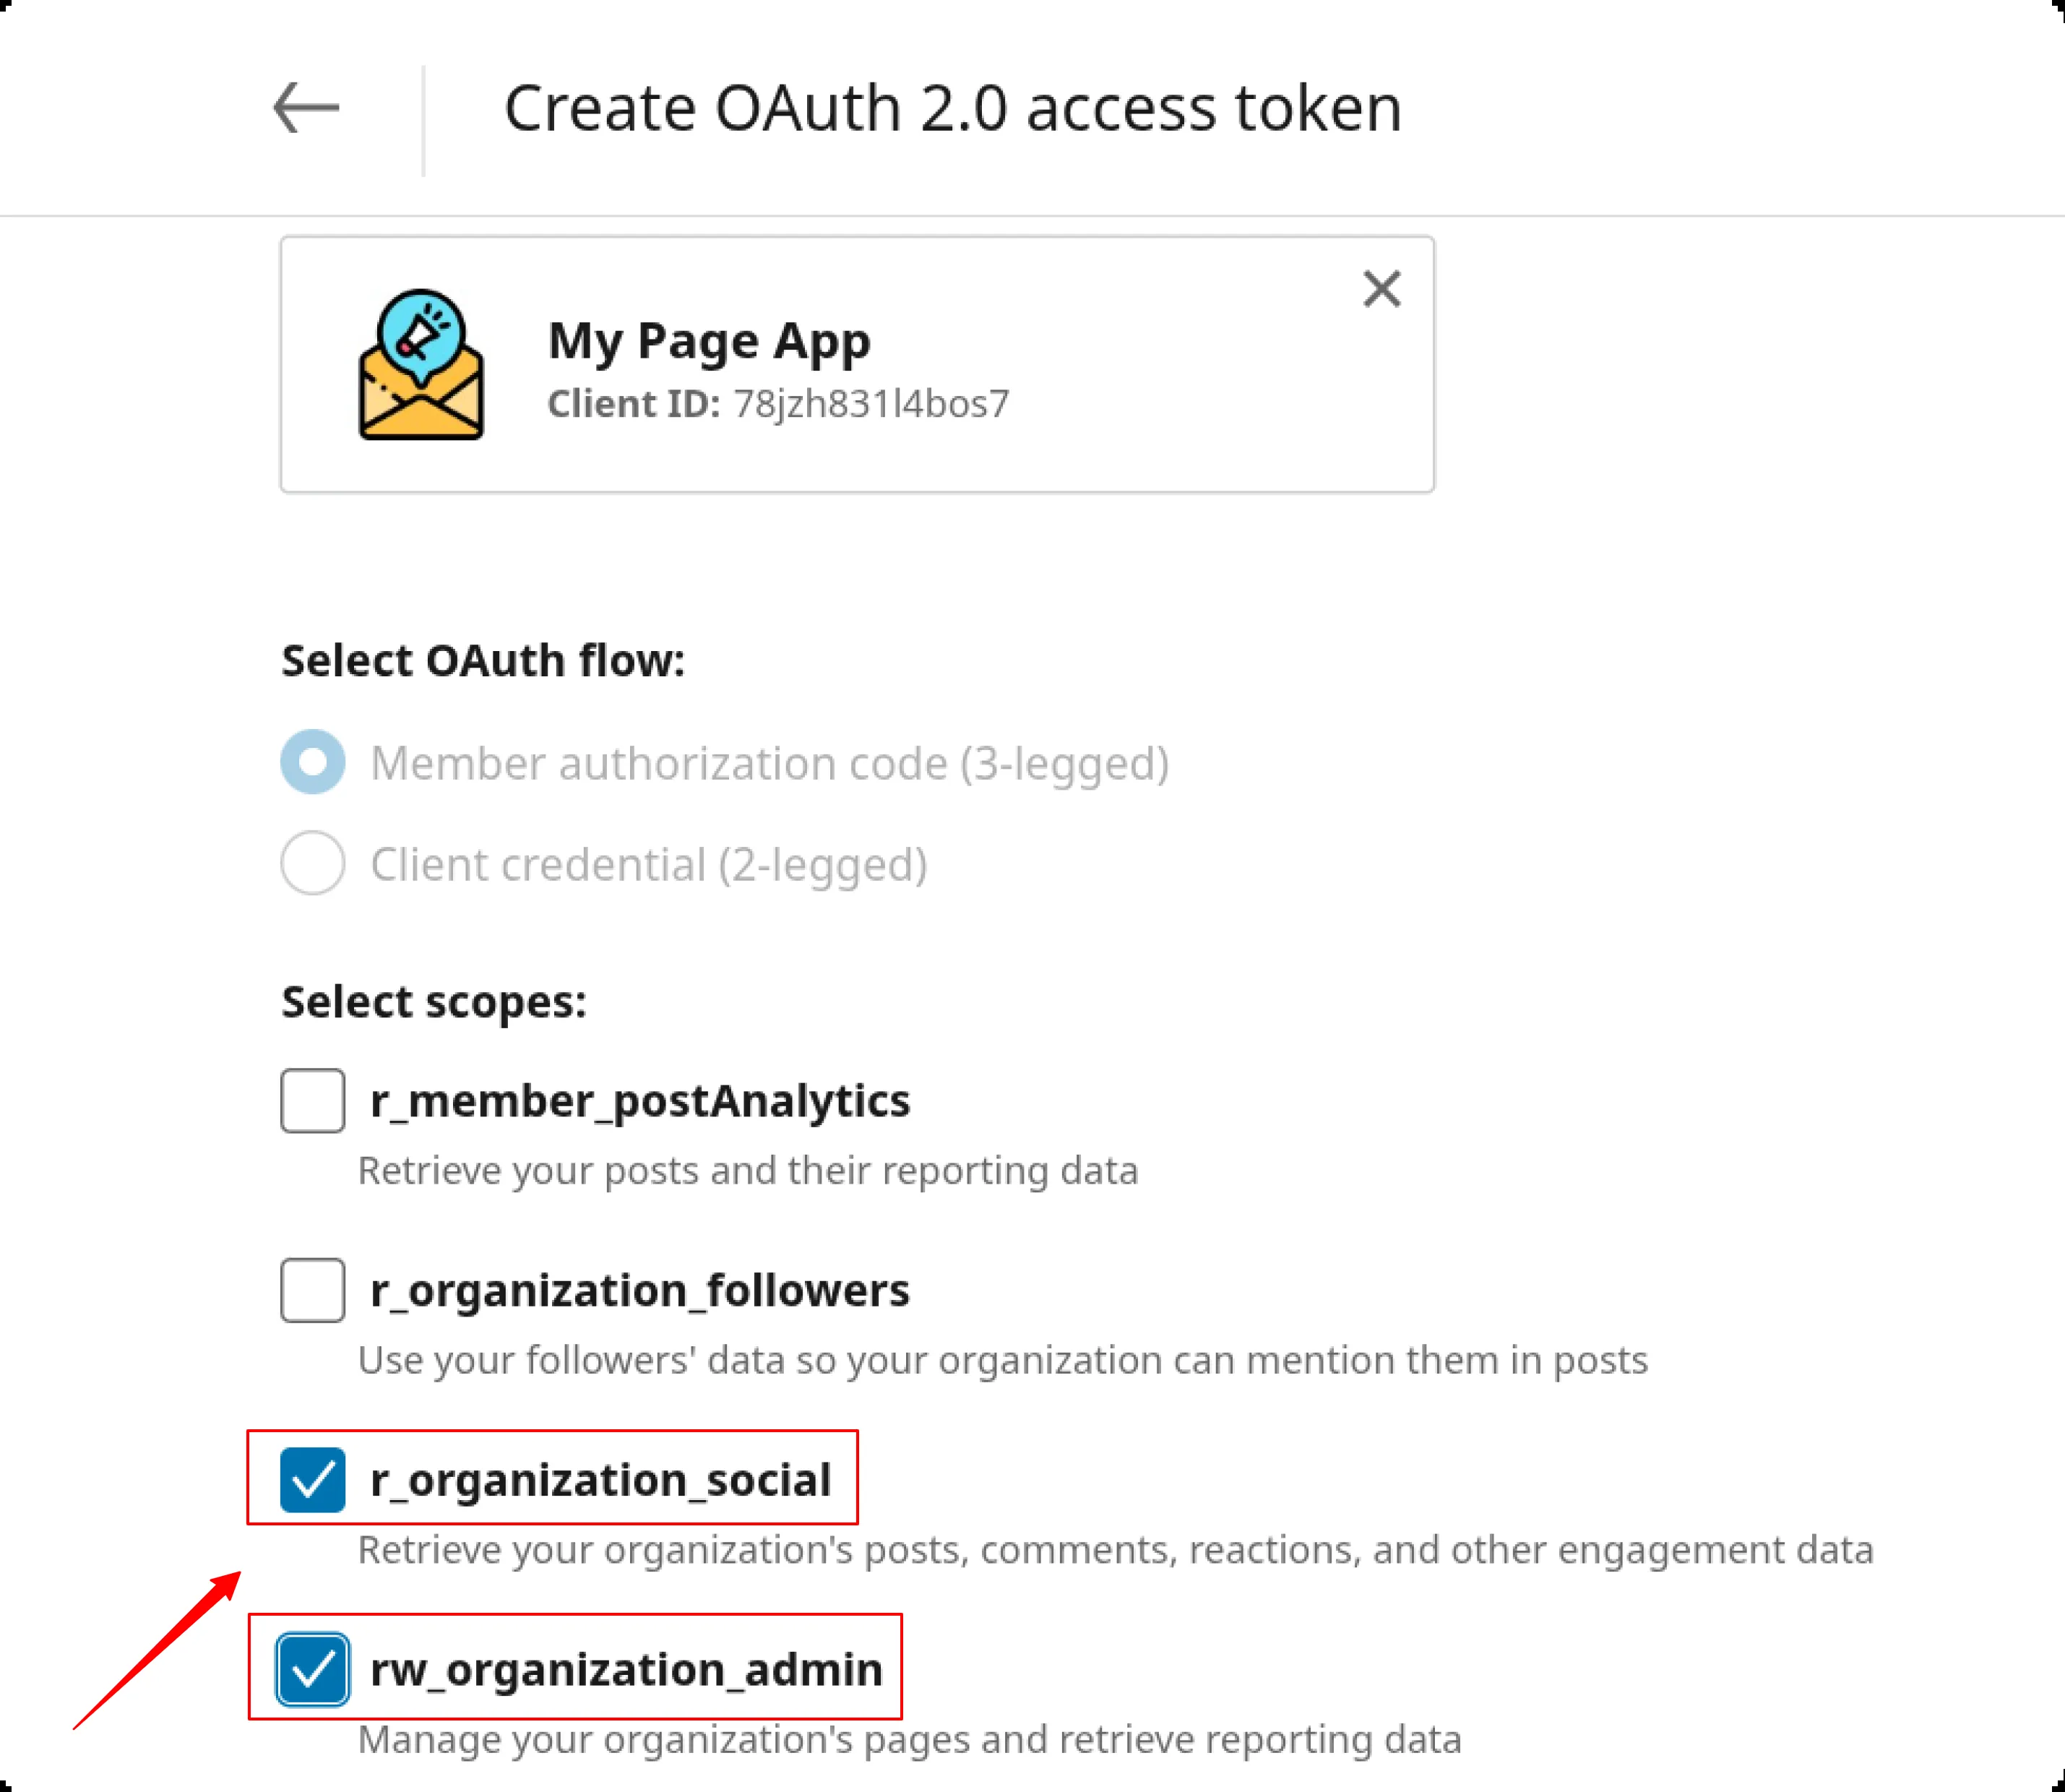 Create OAuth 2.0 access token
My Page App
Client ID: 78jzh831l4bos7
Select OAuth flow:
Member authorization code (3-legged)
Client credential (2-legged)
Select scopes:
r_member_postAnalytics
Retrieve your posts and their reporting data
r_organization_followers
Use your followers' data so your organization can mention them in posts
r_organization_social
Retrieve your organization's posts, comments, reactions, and other engagement data
rw_organization_admin
Manage your organization's pages and retrieve reporting data